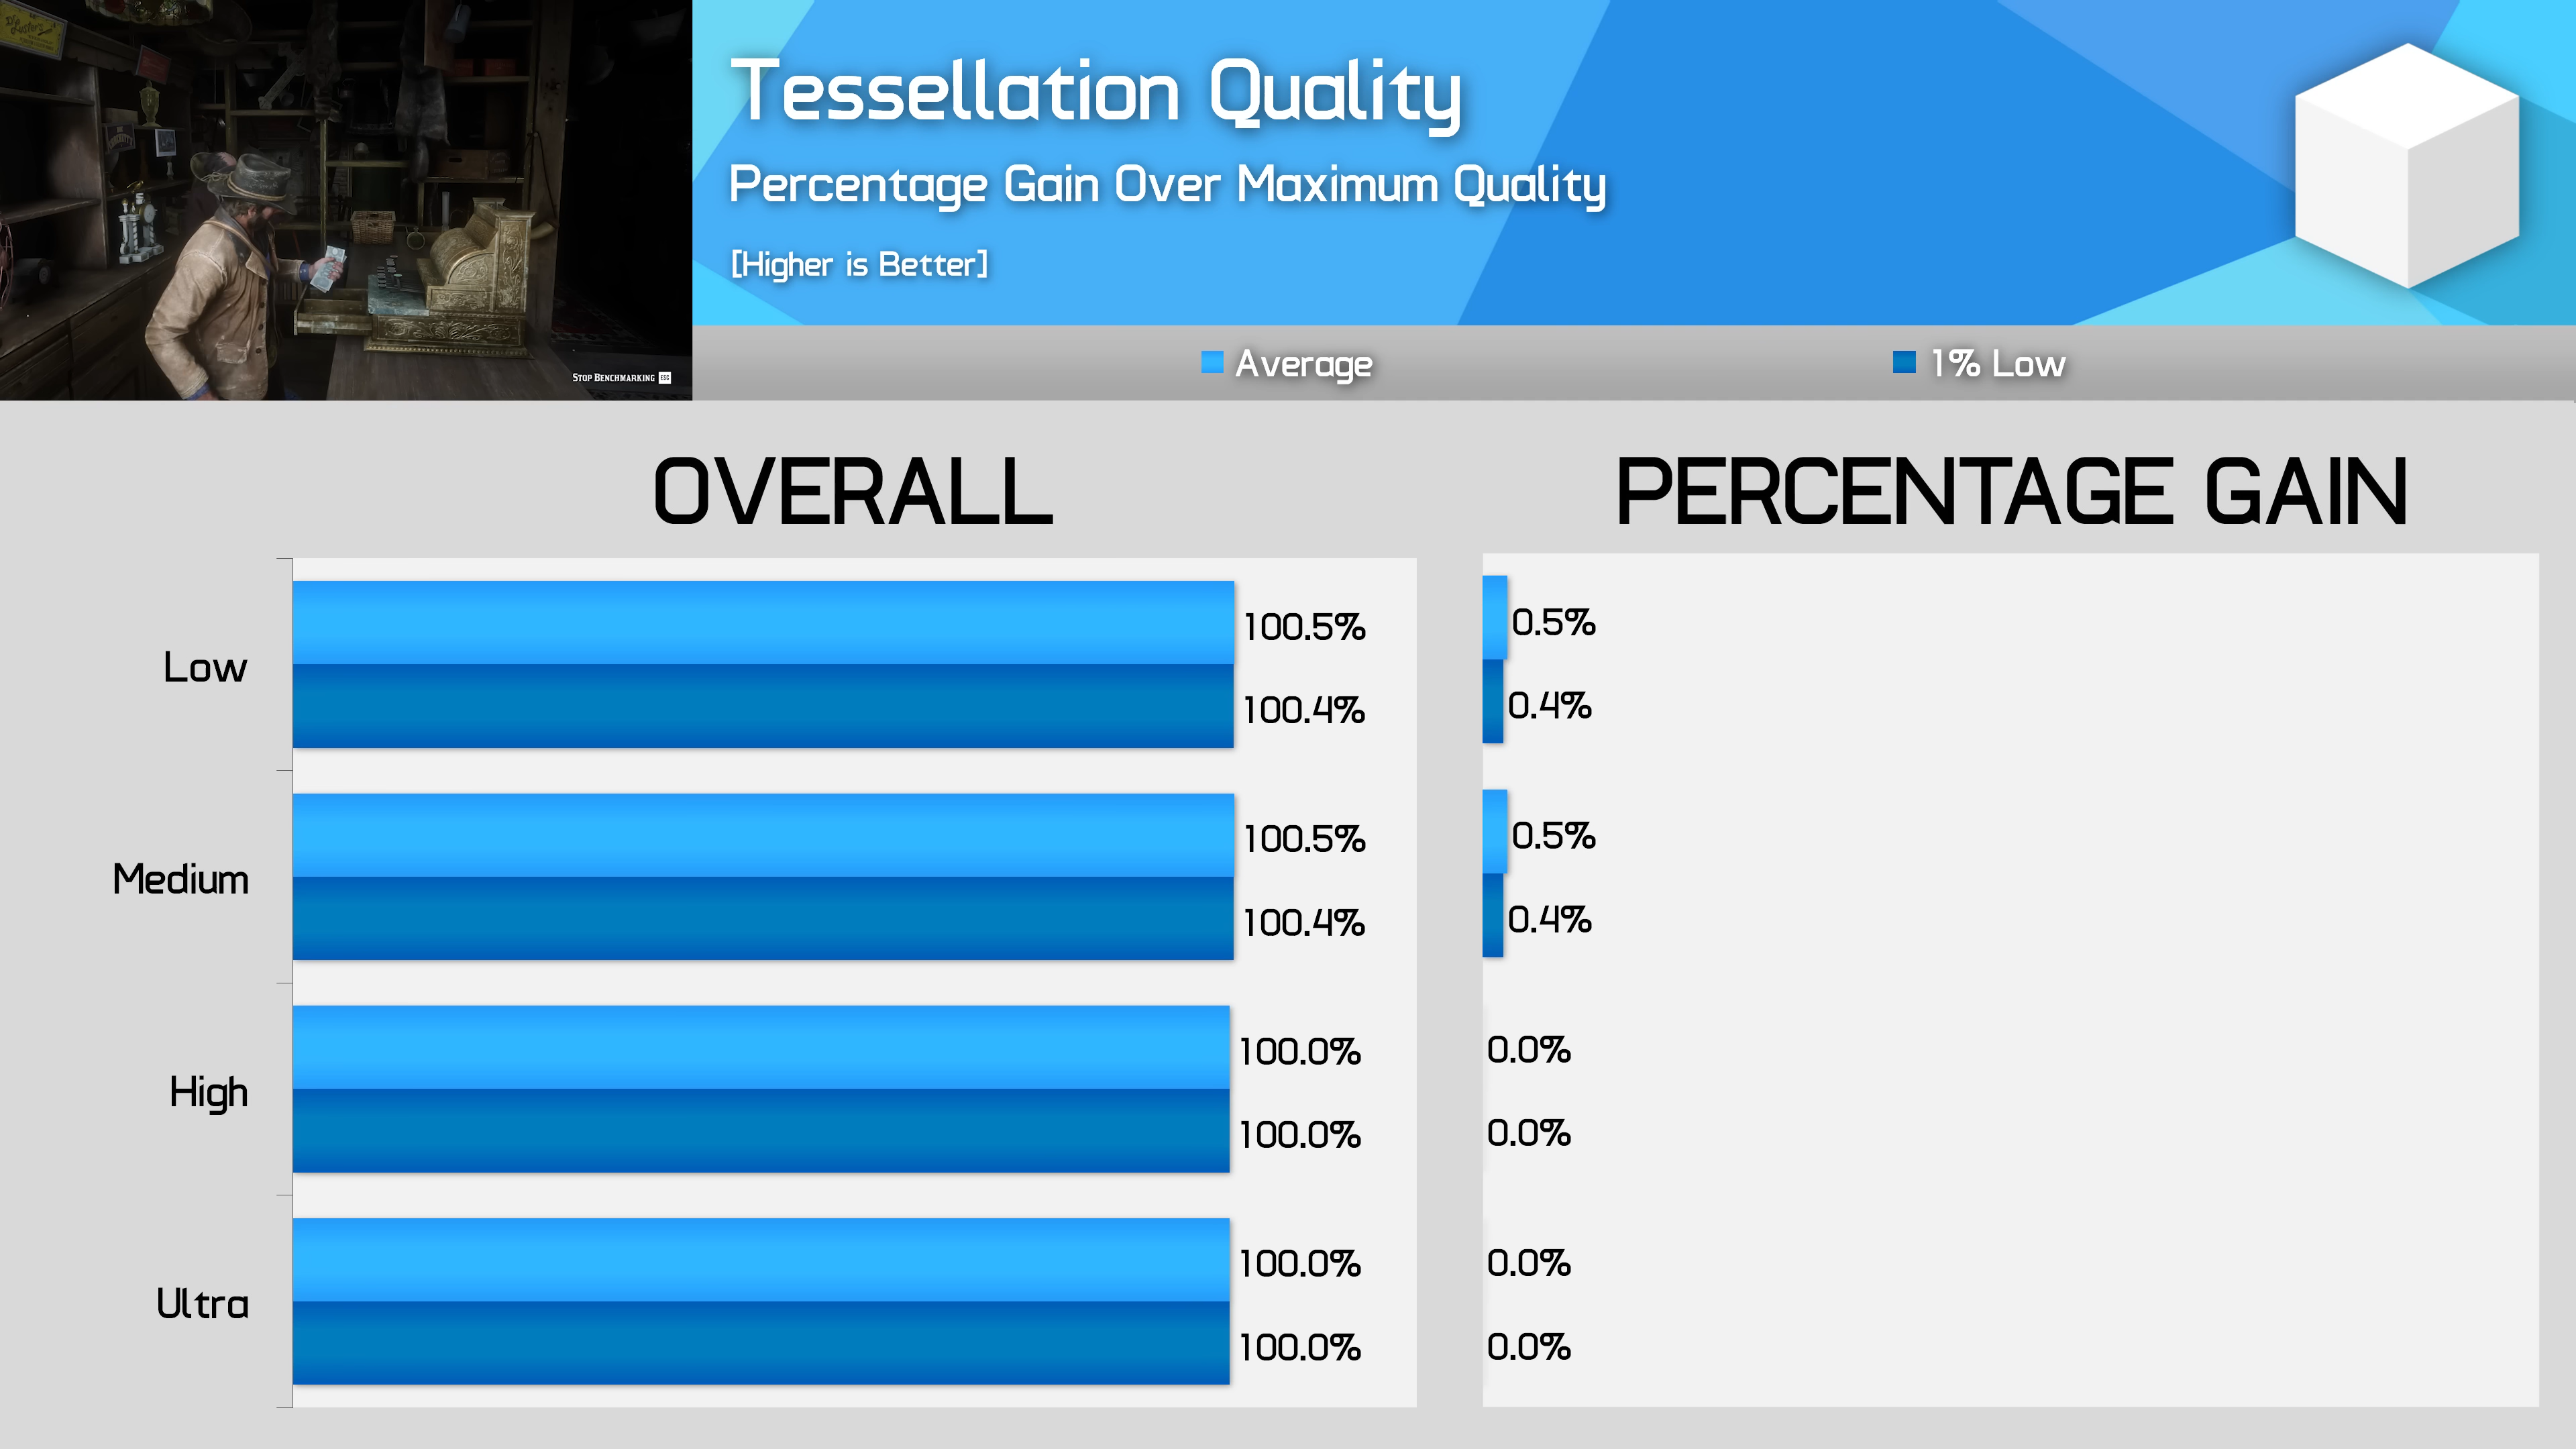 Tessellation Quality
Percentage Gain Over Maximum Quality
[Higher is Better]
STOP BENCHMARKING ESC
Average
1% Low
OVERALL
PERCENTAGE GAIN
Low
100.5%
100.4%
0.5%
0.4%
Medium
100.5%
100.4%
0.5%
0.4%
High
100.0%
100.0%
0.0%
0.0%
Ultra
100.0%
100.0%
0.0%
0.0%